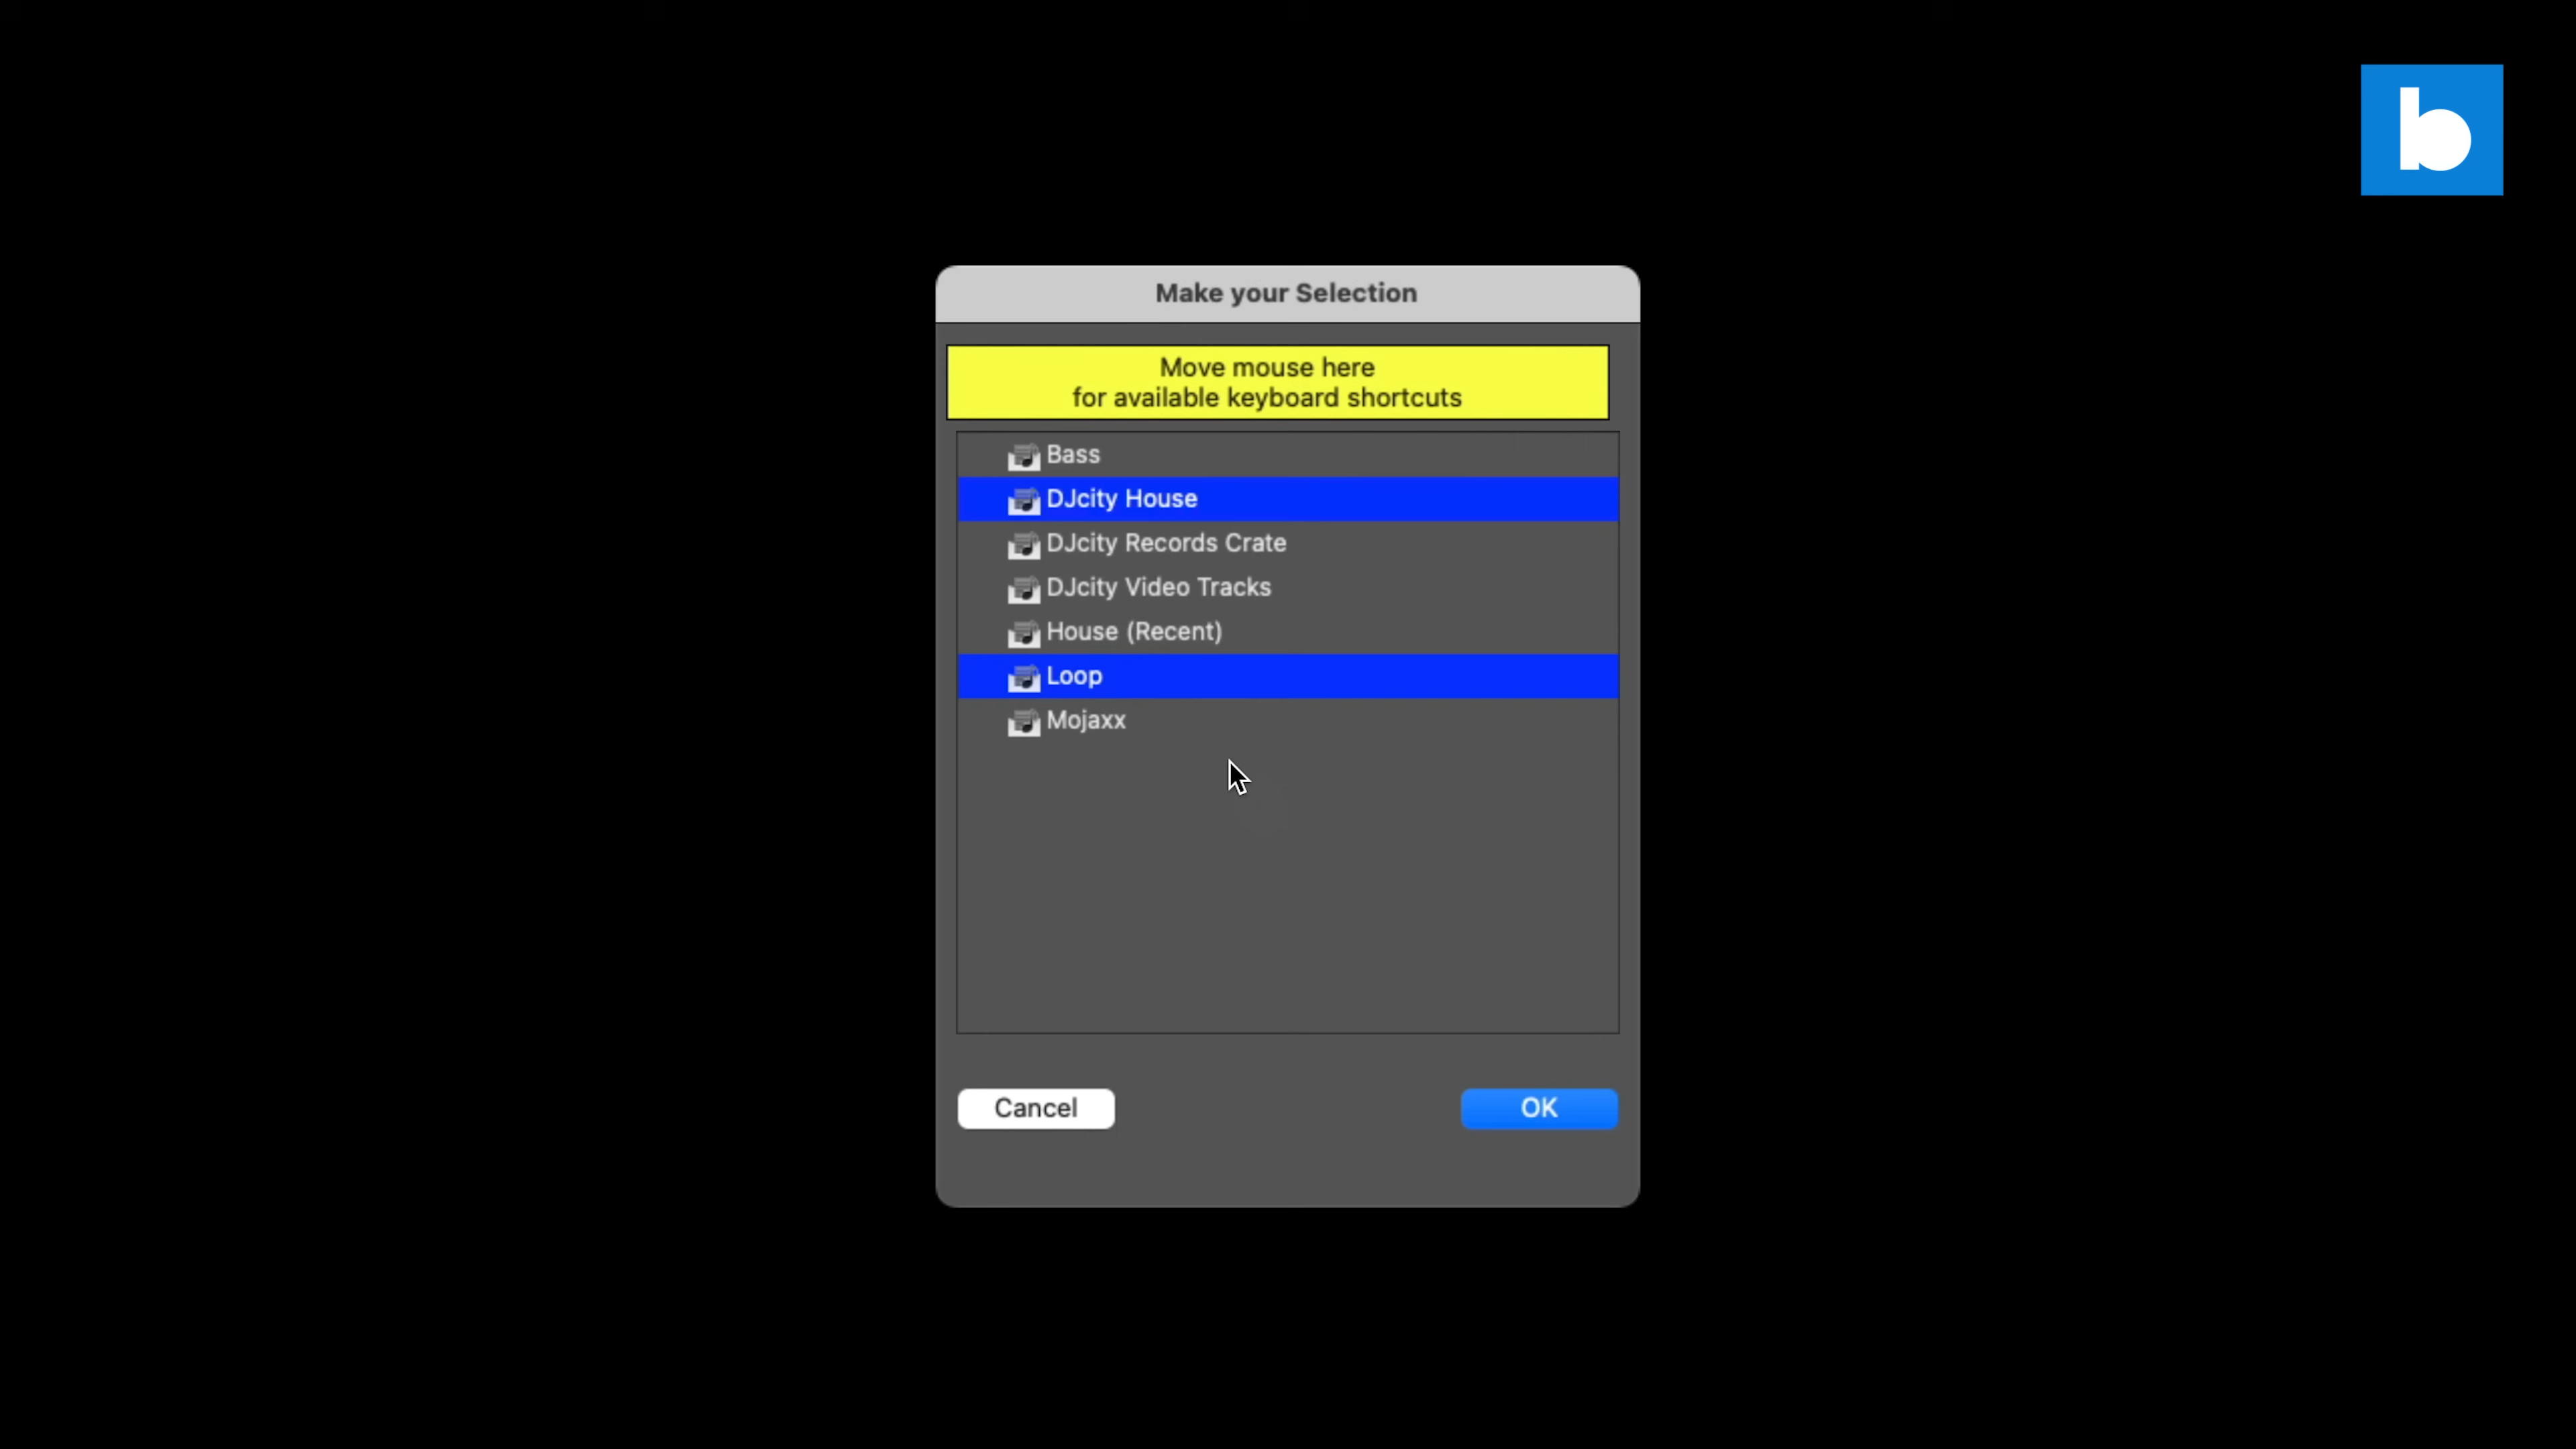 b
Make your Selection
Move mouse here
for available keyboard shortcuts
Bass
DJcity House
DJcity Records Crate
DJcity Video Tracks
House (Recent)
Loop
Mojaxx
Cancel
OK